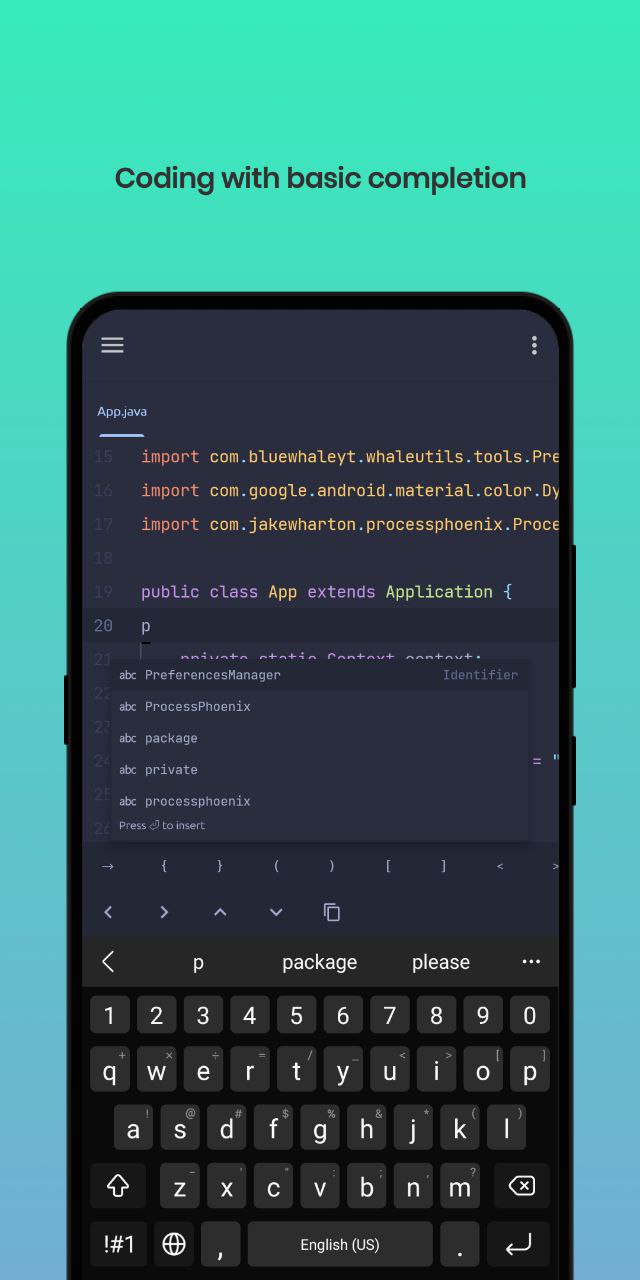 Coding with basic completion
App.java
15 import com.bluewhaleyt.whaleutils.tools.Pre
16 import com.google.android.material.color.Dy
17 import com.jakewharton.processphoenix.Proce
18
19 public class App extends Application {
20 p
21 private static Context context;
abc PreferencesManager Identifier
22
abc ProcessPhoenix
23
abc package
24 = "
abc private
25
abc processphoenix
26
Press ⏎ to insert
→ { } ( ) [ ] < >
p package please ...
1 2 3 4 5 6 7 8 9 0
+ × ÷ = / _ < > [ ]
q w e r t y u i o p
! @ # $ % & * ( )
a s d f g h j k l
- ' " : ; , ?
z x c v b n m
!#1 , English (US) .